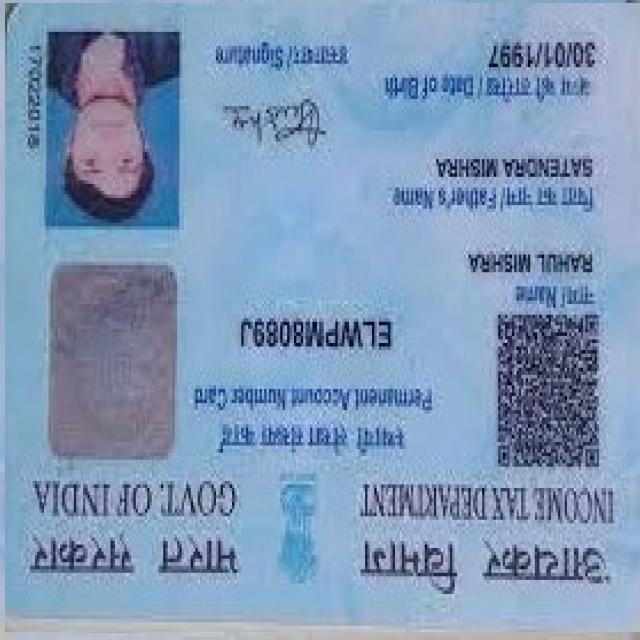 आयकर विभाग
INCOME TAX DEPARTMENT
भारत सरकार
GOVT. OF INDIA
स्थायी लेखा संख्या कार्ड
Permanent Account Number Card
ELWPM8089J
नाम/ Name
RAHUL MISHRA
पिता का नाम/ Father's Name
SATENDRA MISHRA
जन्म की तारीख / Date of Birth
30/01/1997
हस्ताक्षर / Signature
17022018